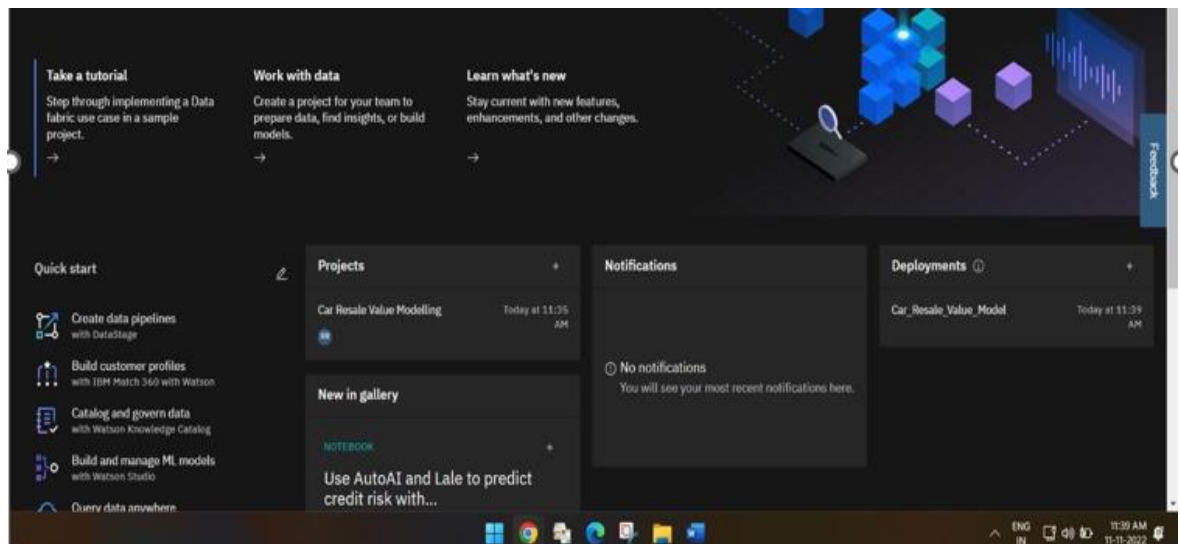 Take a tutorial
Step through implementing a Data
fabric use case in a sample
project.
Work with data
Create a project for your team to
prepare data, find insights, or build
models.
Learn what's new
Stay current with new features,
enhancements, and other changes.
Feedback
Quick start
Create data pipelines
with DataStage
Build customer profiles
with IBM Match 360 with Watson
Catalog and govern data
with Watson Knowledge Catalog
Build and manage ML models
with Watson Studio
Query data anywhere
Projects
Car Resale Value Modelling
Today at 11:35
AM
New in gallery
NOTEBOOK
Use AutoAI and Lale to predict
credit risk with...
Notifications
No notifications
You will see your most recent notifications here.
Deployments
Car_Resale_Value_Model
Today at 11:39
AM
ENG
IN
11:39 AM
11-11-2022